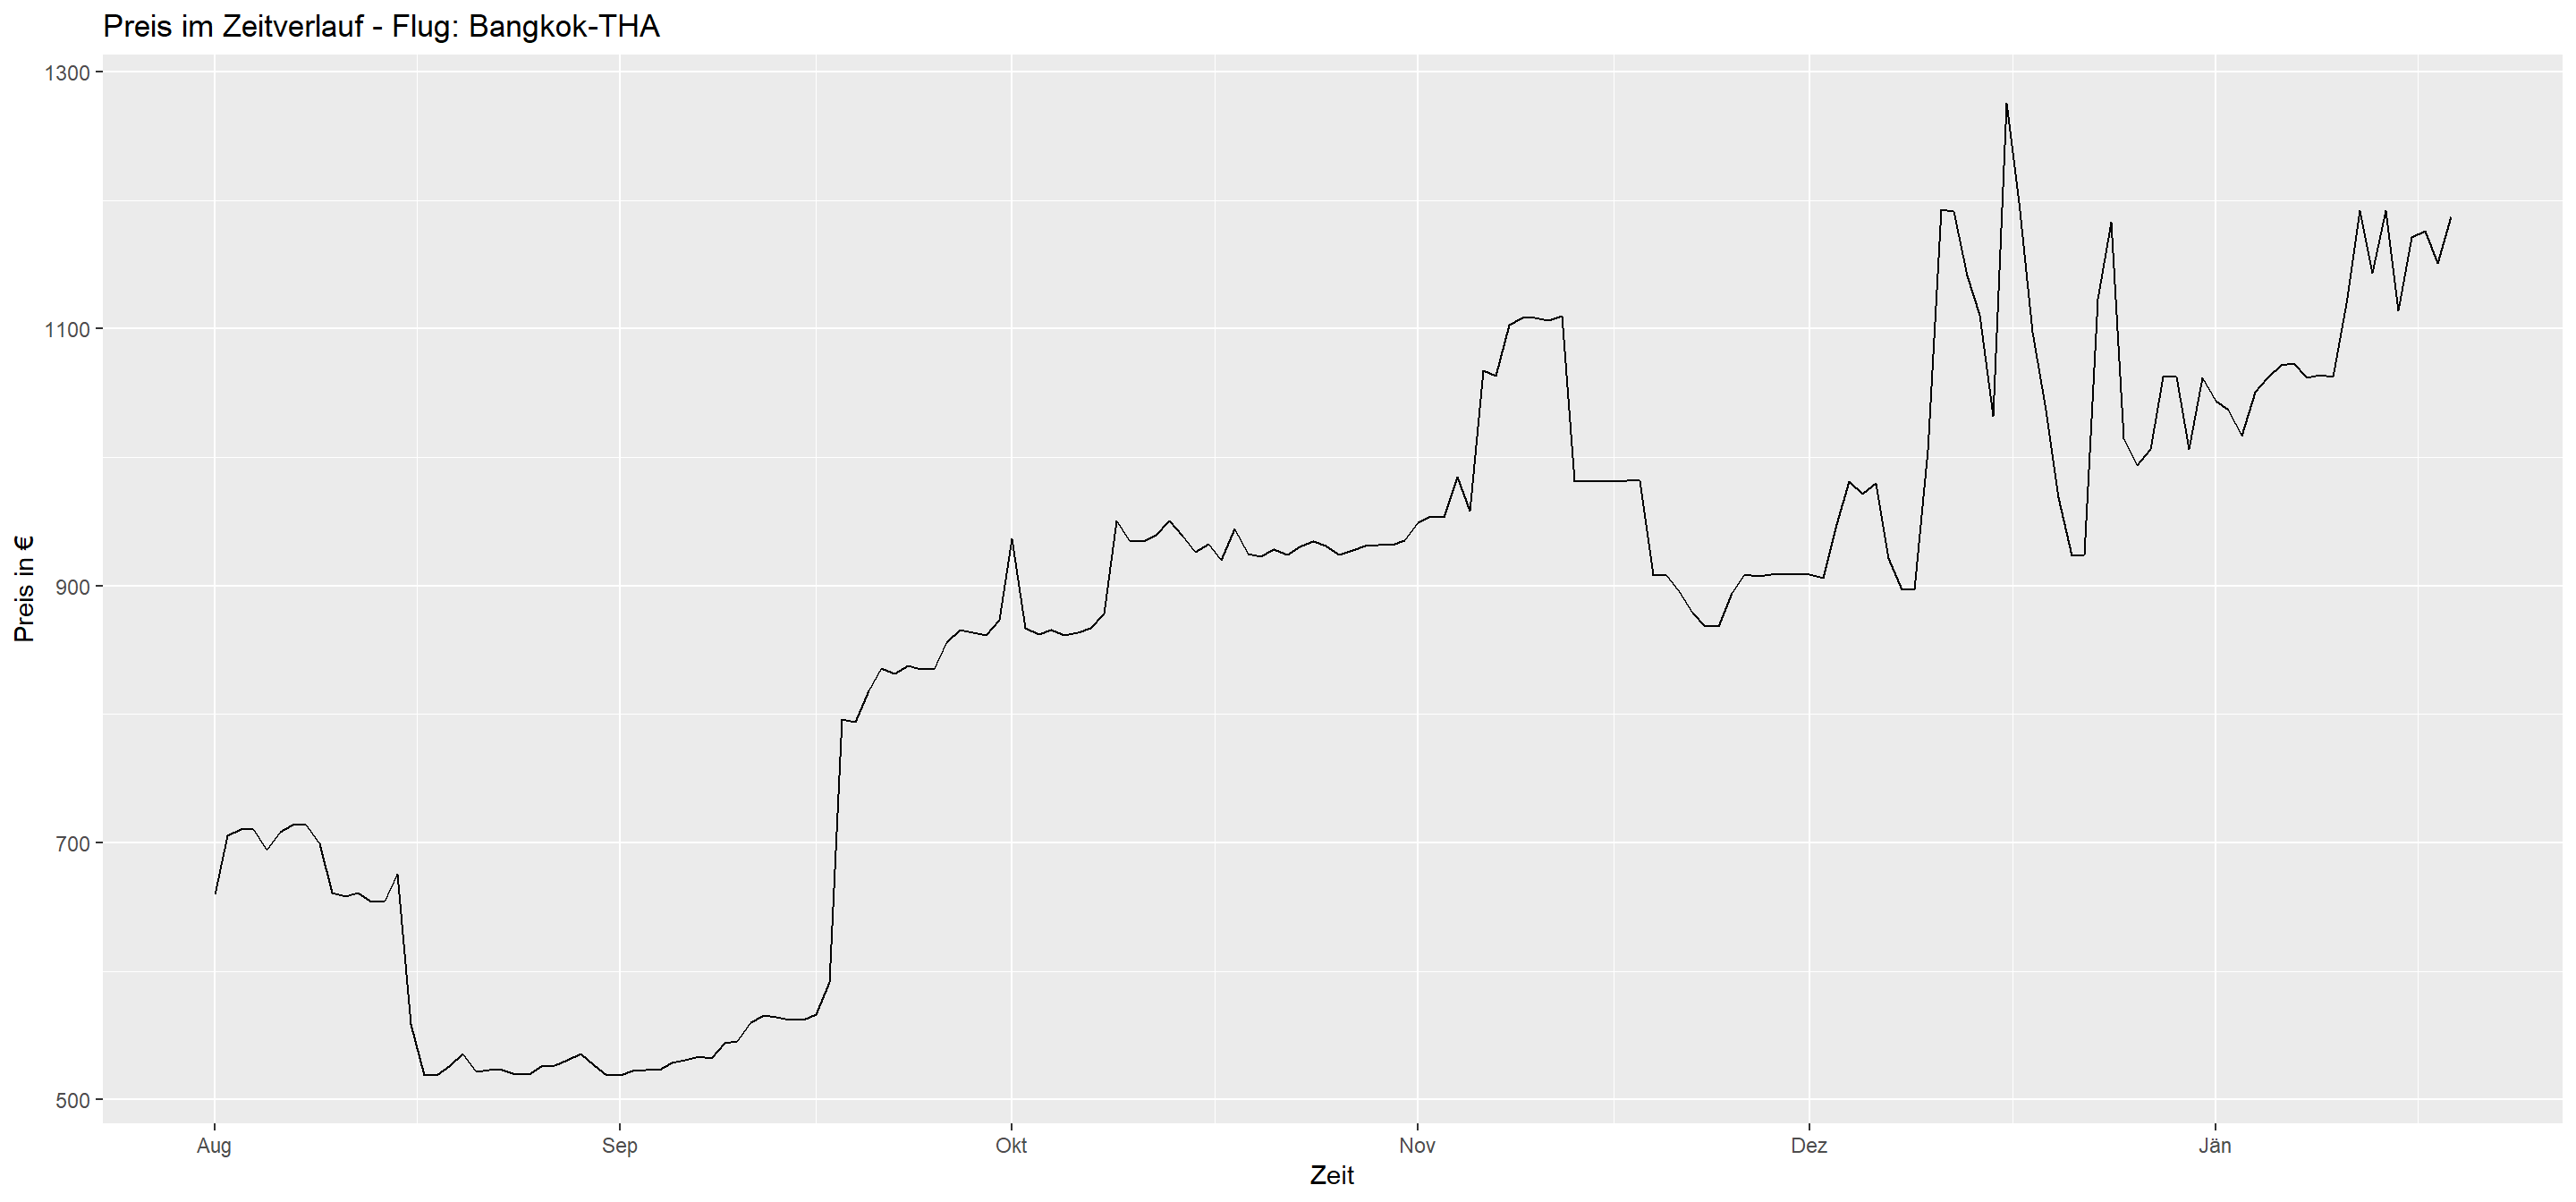 Preis im Zeitverlauf - Flug: Bangkok-THA
1300
1100
900
700
500
Preis in €
Aug Sep Okt Nov Dez Jän
Zeit